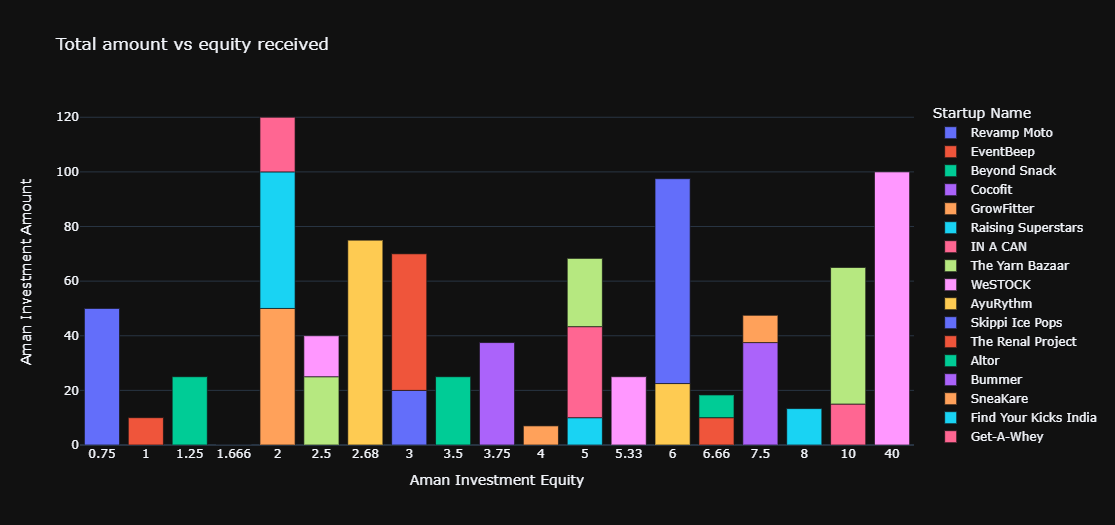 Total amount vs equity received
Startup Name
Revamp Moto
EventBeep
Beyond Snack
Cocofit
GrowFitter
Raising Superstars
IN A CAN
The Yarn Bazaar
WeSTOCK
AyuRythm
Skippi Ice Pops
The Renal Project
Altor
Bummer
SneaKare
Find Your Kicks India
Get-A-Whey
Aman Investment Amount
120
100
80
60
40
20
0
0.75 1 1.25 1.666 2 2.5 2.68 3 3.5 3.75 4 5 5.33 6 6.66 7.5 8 10 40
Aman Investment Equity